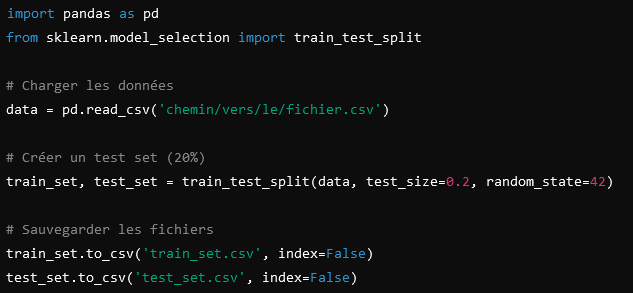 import pandas as pd
from sklearn.model_selection import train_test_split
# Charger les données
data = pd.read_csv('chemin/vers/le/fichier.csv')
# Créer un test set (20%)
train_set, test_set = train_test_split(data, test_size=0.2, random_state=42)
# Sauvegarder les fichiers
train_set.to_csv('train_set.csv', index=False)
test_set.to_csv('test_set.csv', index=False)